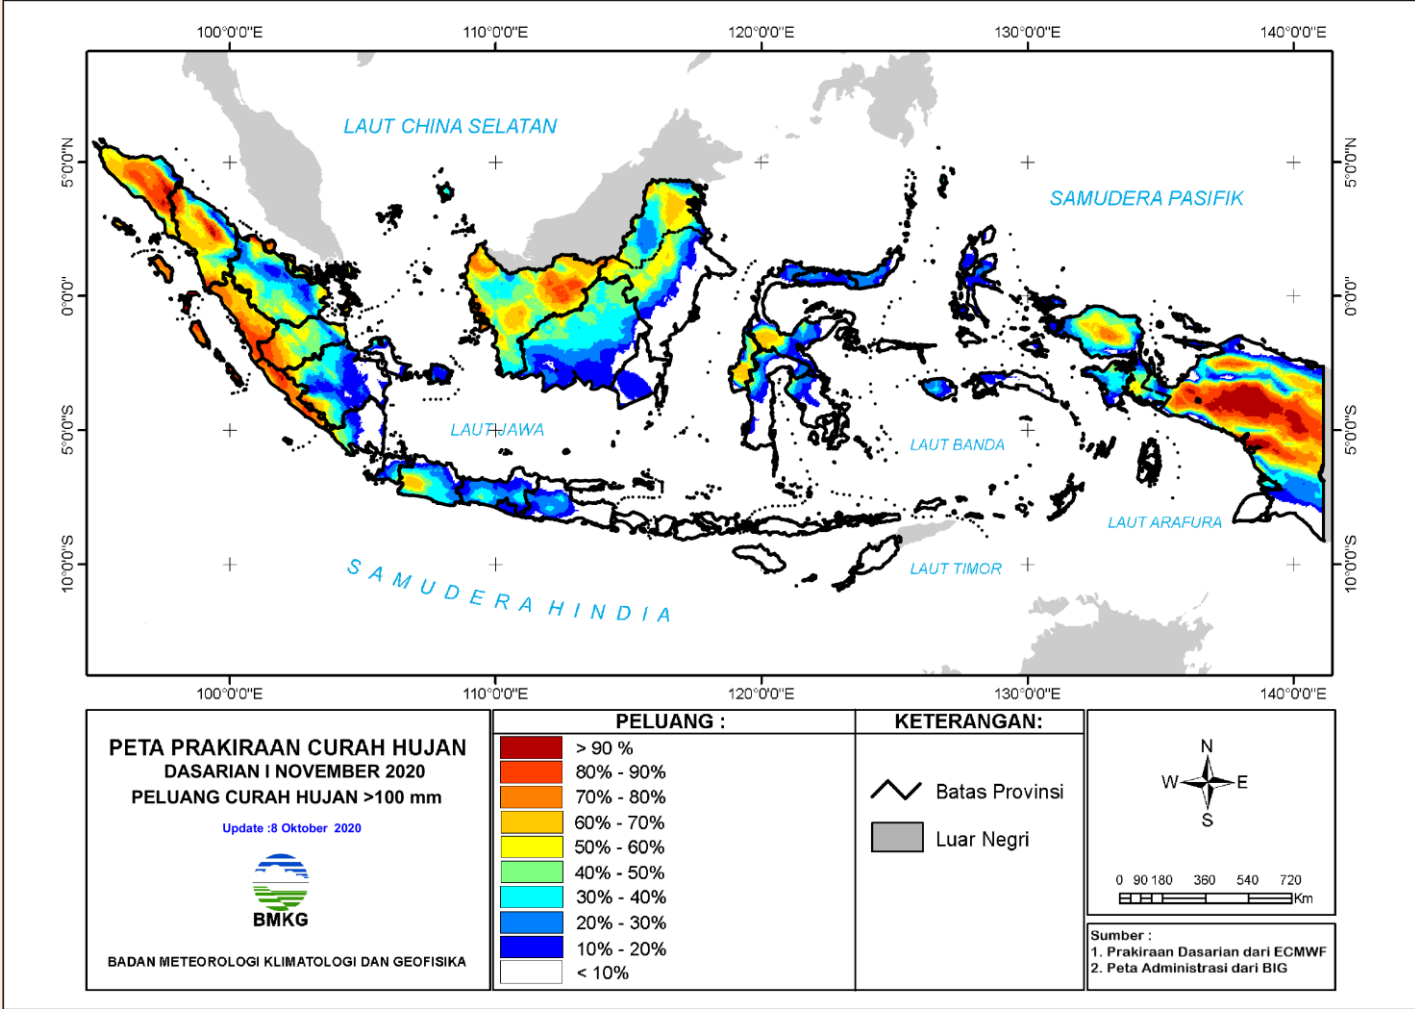 100°0'0"E 110°0'0"E 120°0'0"E 130°0'0"E 140°0'0"E
LAUT CHINA SELATAN
5°0'0"N 5°0'0"N
SAMUDERA PASIFIK
0°0'0" 0°0'0"
LAUT JAWA
5°0'0"S 5°0'0"S
LAUT BANDA
LAUT ARAFURA
10°0'0"S 10°0'0"S
LAUT TIMOR
SAMUDERA HINDIA
100°0'0"E 110°0'0"E 120°0'0"E 130°0'0"E 140°0'0"E
PETA PRAKIRAAN CURAH HUJAN
DASARIAN I NOVEMBER 2020
PELUANG CURAH HUJAN >100 mm
Update :8 Oktober 2020
BMKG
BADAN METEOROLOGI KLIMATOLOGI DAN GEOFISIKA
PELUANG :
> 90 %
80% - 90%
70% - 80%
60% - 70%
50% - 60%
40% - 50%
30% - 40%
20% - 30%
10% - 20%
< 10%
KETERANGAN:
Batas Provinsi
Luar Negri
N
W E
S
0 90 180 360 540 720
Km
Sumber :
1. Prakiraan Dasarian dari ECMWF
2. Peta Administrasi dari BIG